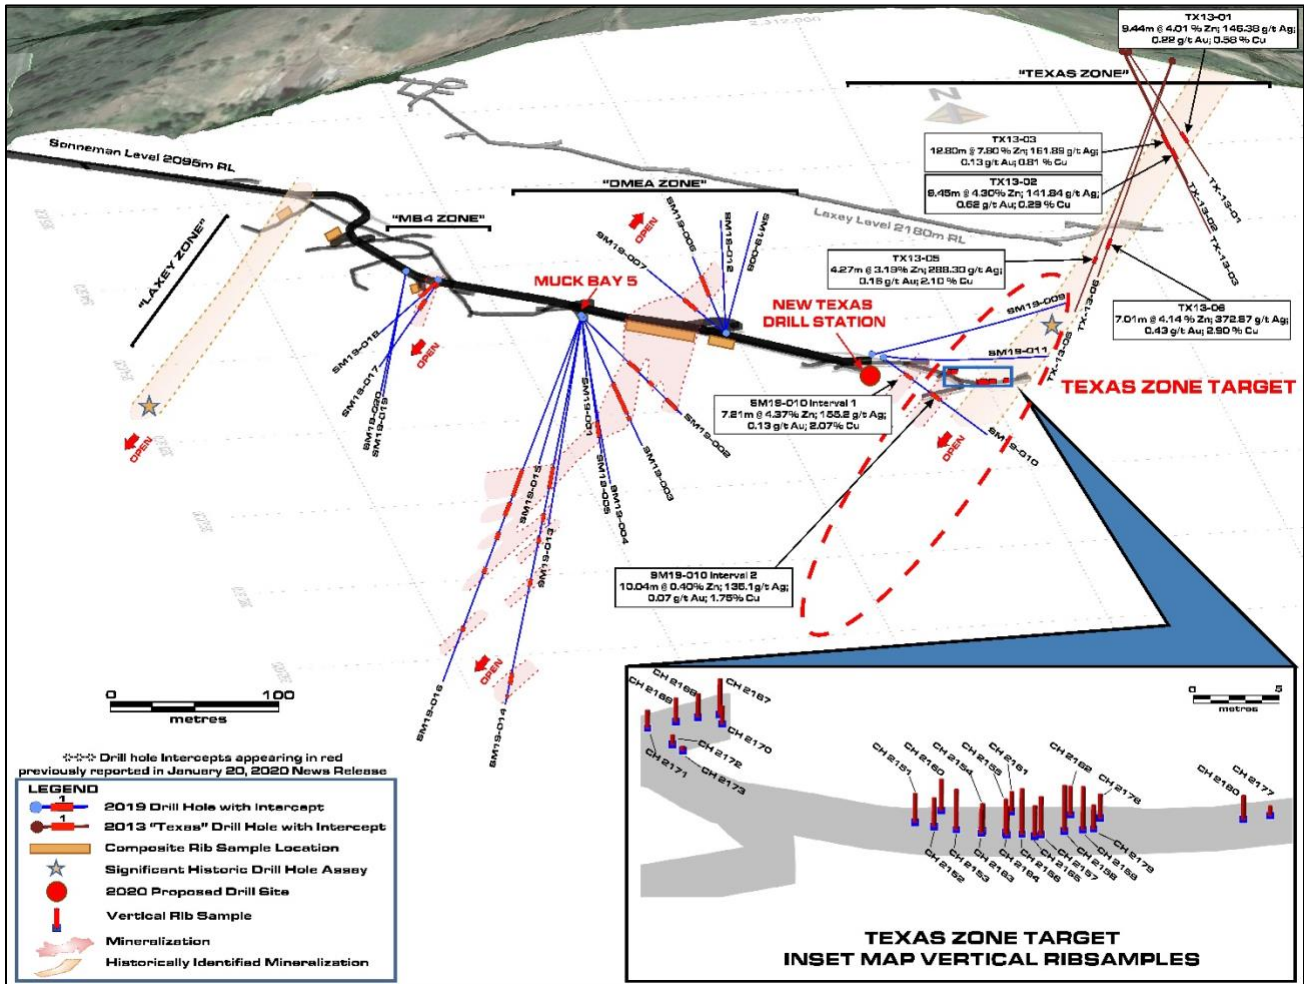 TX13-01
9.44m @ 4.01 % Zn; 146.38 g/t Ag;
0.22 g/t Au; 0.58 % Cu
"TEXAS ZONE"
TX13-03
12.80m @ 7.80 % Zn; 161.89 g/t Ag;
0.13 g/t Au; 0.81 % Cu
TX13-02
9.45m @ 4.30% Zn; 141.84 g/t Ag;
0.62 g/t Au; 0.29 % Cu
TX-13-01
TX-13-02
TX-13-03
Sonneman Level 2095m RL
"DMEA ZONE"
"MB4 ZONE"
"LAXEY ZONE"
Laxey Level 2180m RL
OPEN
SM19-006
SM19-007
SM19-012
SM19-008
TX13-05
4.27m @ 3.19% Zn; 288.30 g/t Ag;
0.15 g/t Au; 2.10 % Cu
TX13-06
7.01m @ 4.14 % Zn; 372.87 g/t Ag;
0.43 g/t Au; 2.90 % Cu
TX-13-06
TX-13-05
MUCK BAY 5
NEW TEXAS
DRILL STATION
SM19-009
SM19-011
TEXAS ZONE TARGET
SM19-018
SM19-017
SM19-020
SM19-019
OPEN
OPEN
SM19-010 Interval 1
7.21m @ 4.37% Zn; 155.2 g/t Ag;
0.13 g/t Au; 2.07% Cu
SM19-010
OPEN
SM19-001
SM19-002
SM19-003
SM19-004
SM19-005
SM19-015
SM19-013
SM19-010 Interval 2
10.04m @ 0.40% Zn; 136.1g/t Ag;
0.07 g/t Au; 1.75% Cu
OPEN
SM19-016
SM19-014
0 100
metres
Drill hole Intercepts appearing in red
previously reported in January 20, 2020 News Release
LEGEND
1
2019 Drill Hole with Intercept
1
2013 "Texas" Drill Hole with Intercept
Composite Rib Sample Location
Significant Historic Drill Hole Assay
2020 Proposed Drill Site
Vertical Rib Sample
Mineralization
Historically Identified Mineralization
0 5
metres
CH 2167
CH 2168
CH 2169
CH 2170
CH 2171
CH 2172
CH 2173
CH 2151
CH 2160
CH 2154
CH 2155
CH 2161
CH 2162
CH 2178
CH 2180
CH 2177
CH 2152
CH 2153
CH 2163
CH 2164
CH 2156
CH 2165
CH 2157
CH 2158
CH 2159
CH 2179
TEXAS ZONE TARGET
INSET MAP VERTICAL RIBSAMPLES